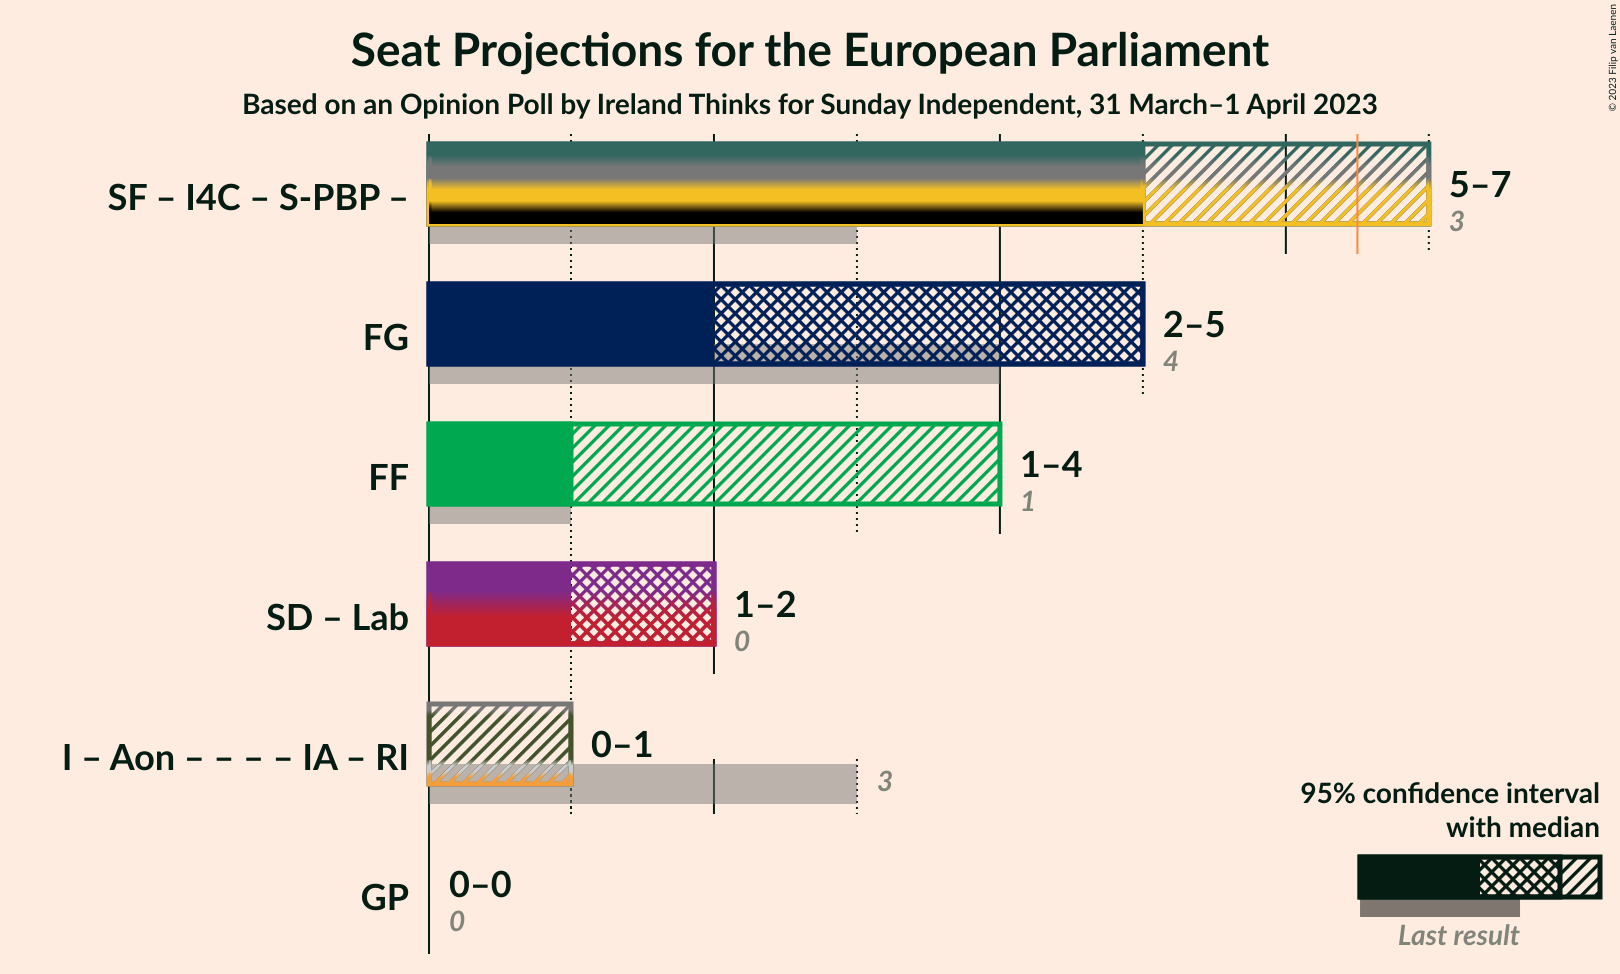 Seat Projections for the European Parliament
Based on an Opinion Poll by Ireland Thinks for Sunday Independent, 31 March–1 April 2023
© 2023 Filip van Laenen
SF – I4C – S-PBP –
5–7
3
FG
2–5
4
FF
1–4
1
SD – Lab
1–2
0
I – Aon – – – – IA – RI
0–1
3
GP
0–0
0
95% confidence interval
with median
Last result